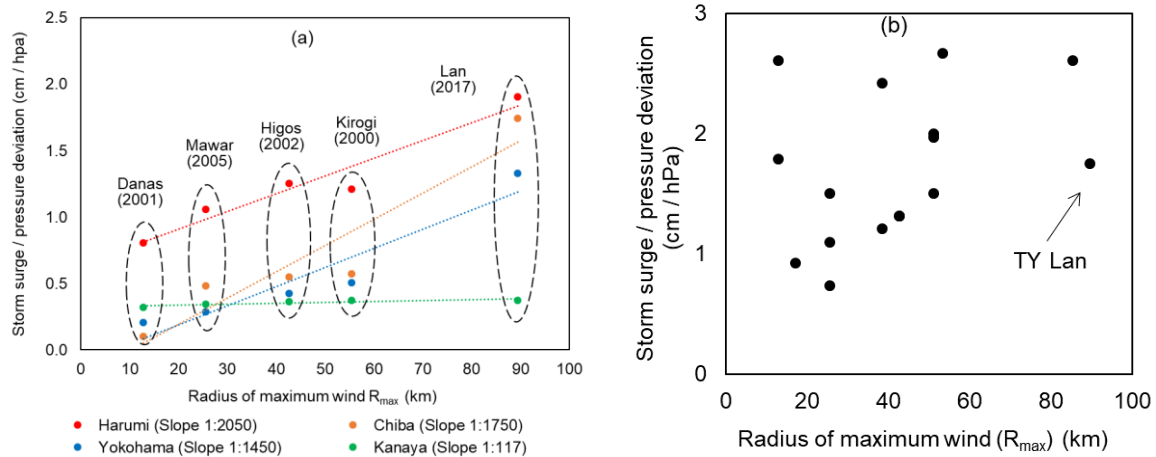 (a)
2.5
2.0
1.5
1.0
0.5
0.0
Storm surge / pressure deviation (cm / hpa)
Danas
(2001)
Mawar
(2005)
Higos
(2002)
Kirogi
(2000)
Lan
(2017)
0 10 20 30 40 50 60 70 80 90 100
Radius of maximum wind Rmax (km)
Harumi (Slope 1:2050)
Chiba (Slope 1:1750)
Yokohama (Slope 1:1450)
Kanaya (Slope 1:117)
(b)
3
2
1
0
Storm surge / pressure deviation
(cm / hPa)
TY Lan
0 20 40 60 80 100
Radius of maximum wind (Rmax) (km)